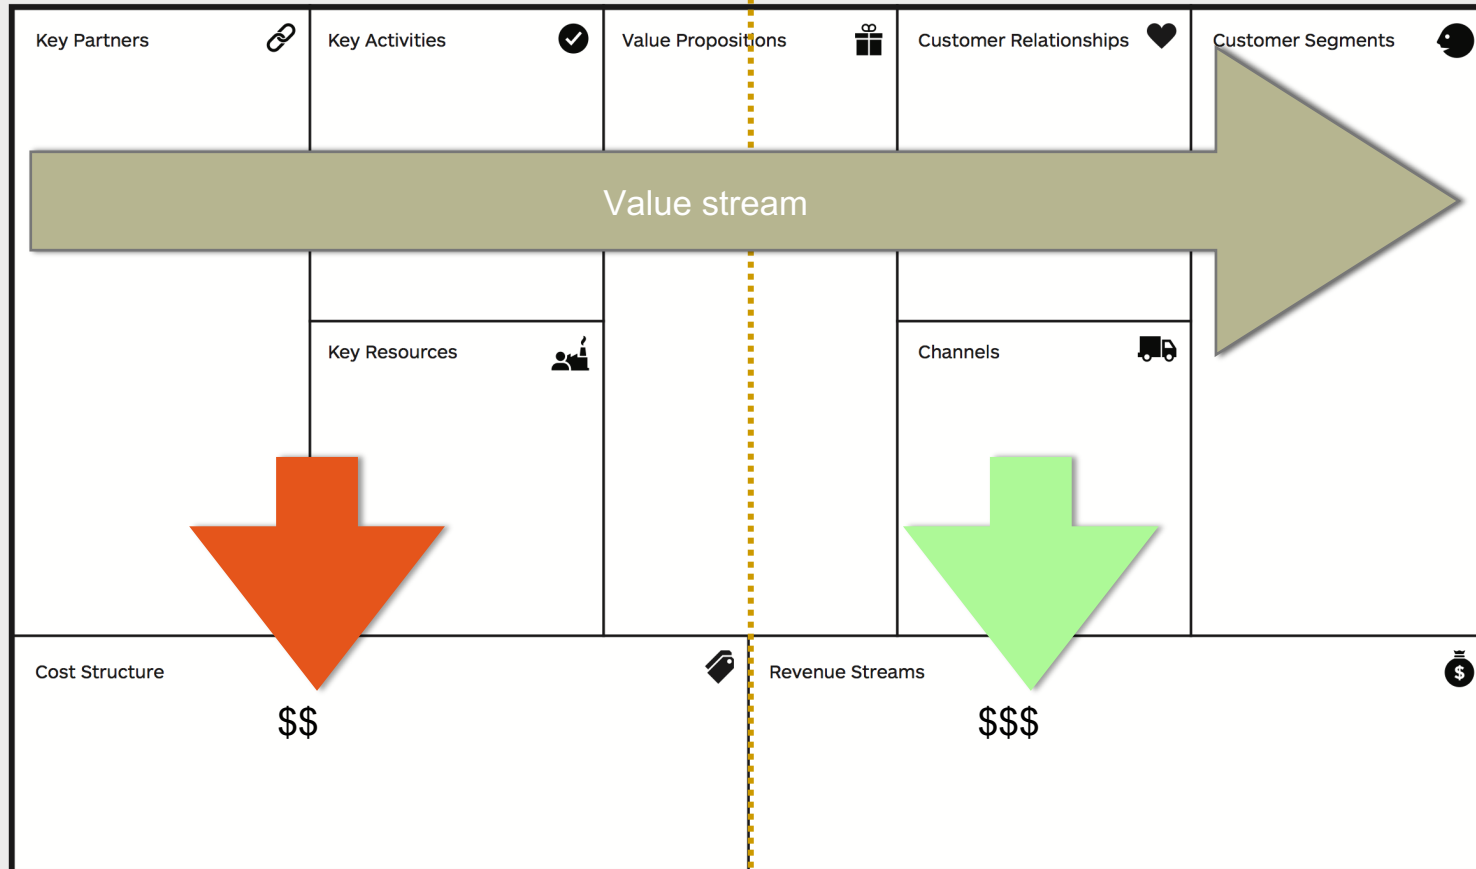 Key Partners
Key Activities
Value Propositions
Customer Relationships
Customer Segments
Value stream
Key Resources
Channels
Cost Structure
Revenue Streams
$
$$
$$$